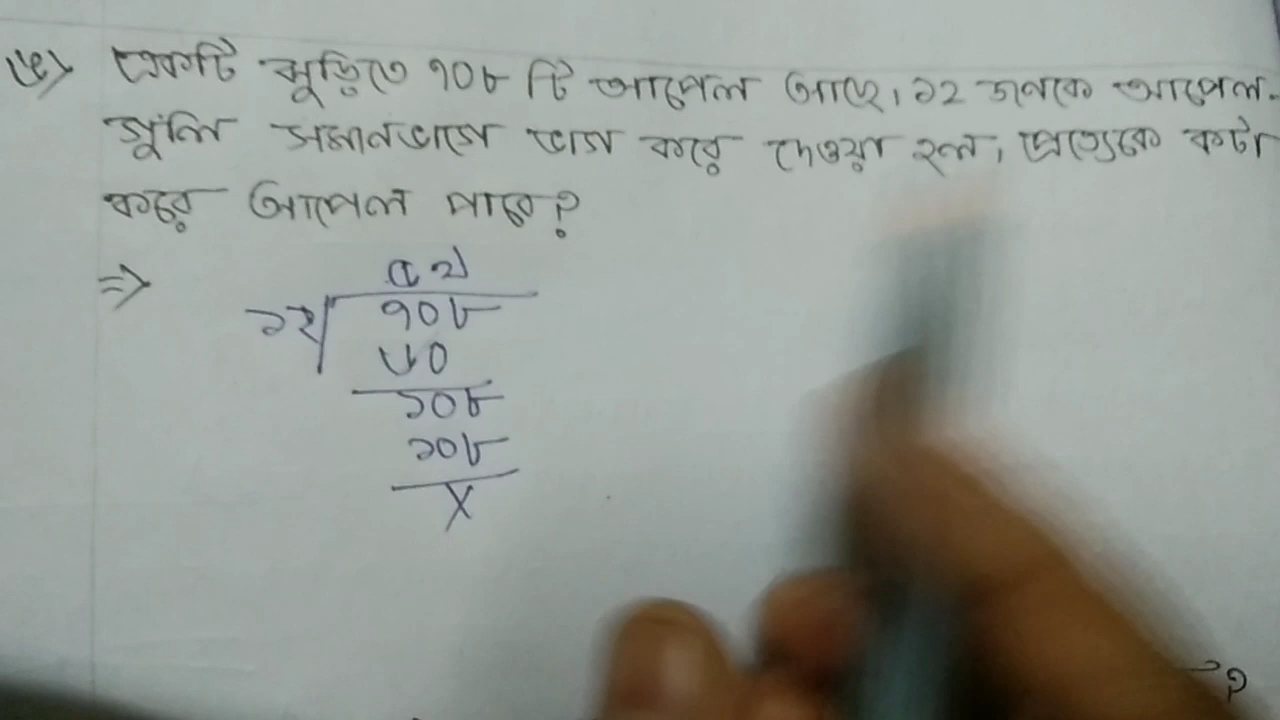 (৫) একটি ঝুড়িতে ৭০৮ টি আপেল আছে, ১২ জনকে আপেল-
গুলি সমানভাগে ভাগ করে দেওয়া হল, প্রত্যেকে কটা
করে আপেল পাবে?
⇒ ৫৯
১২ ৭০৮
৬০
১০৮
১০৮
X
?